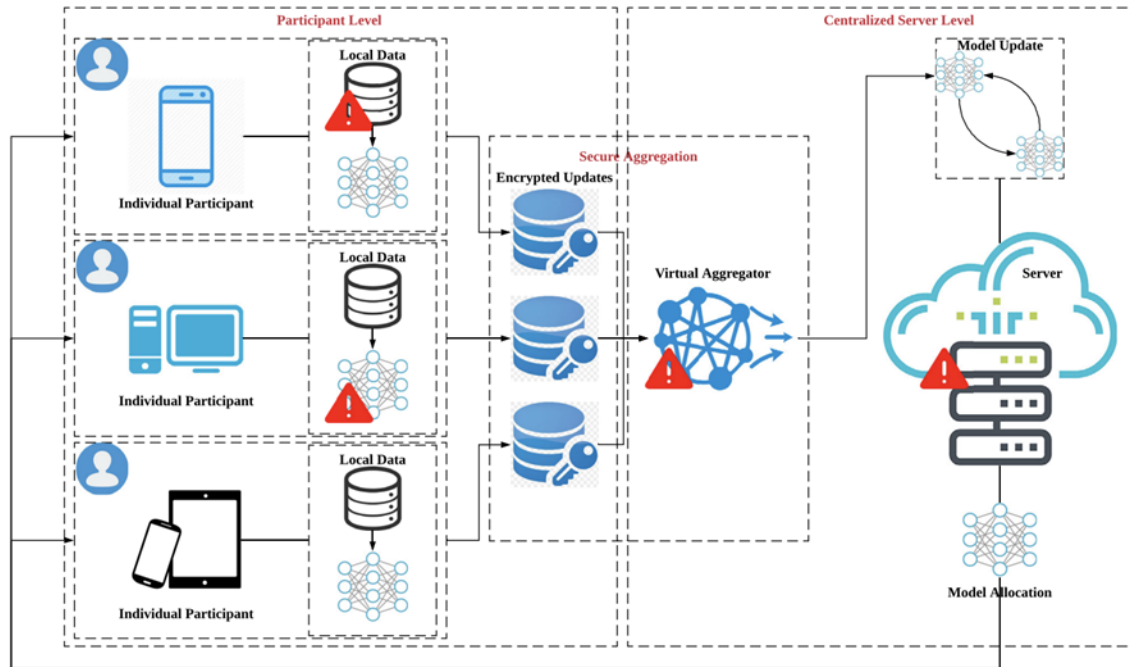 Participant Level
Centralized Server Level
Local Data
Individual Participant
Local Data
Individual Participant
Local Data
Individual Participant
Secure Aggregation
Encrypted Updates
Virtual Aggregator
Model Update
Server
Model Allocation